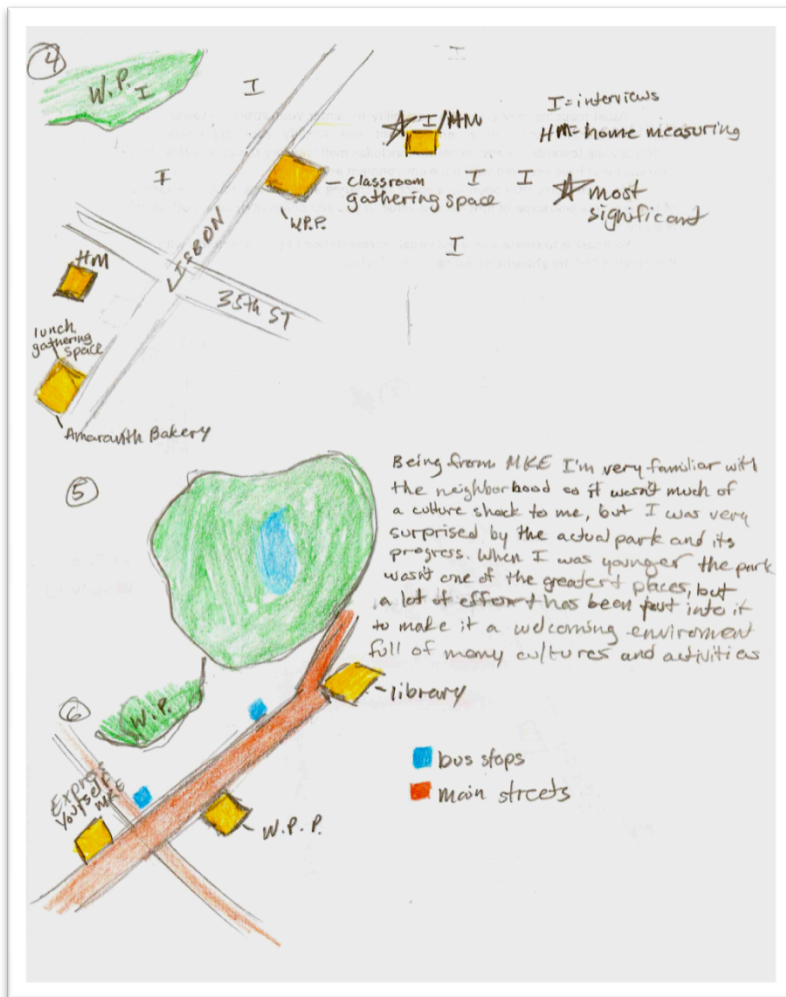 4
W.P. I
I
I
I
I/HM
I=interviews
HM=home measuring
I
I
most
significant
classroom
gathering space
W.P.P.
I
LISBON
35th ST
HM
lunch
gathering
space
Amaranth Bakery
5
Being from MKE I'm very familiar with
the neighborhood so it wasn't much of
a culture shock to me, but I was very
surprised by the actual park and its
progress. When I was younger the park
wasn't one of the greatest places, but
a lot of effort has been put into it
to make it a welcoming enviroment
full of many cultures and activities
library
6
W.P.
Express
Yourself
MKE
bus stops
main streets
W.P.P.